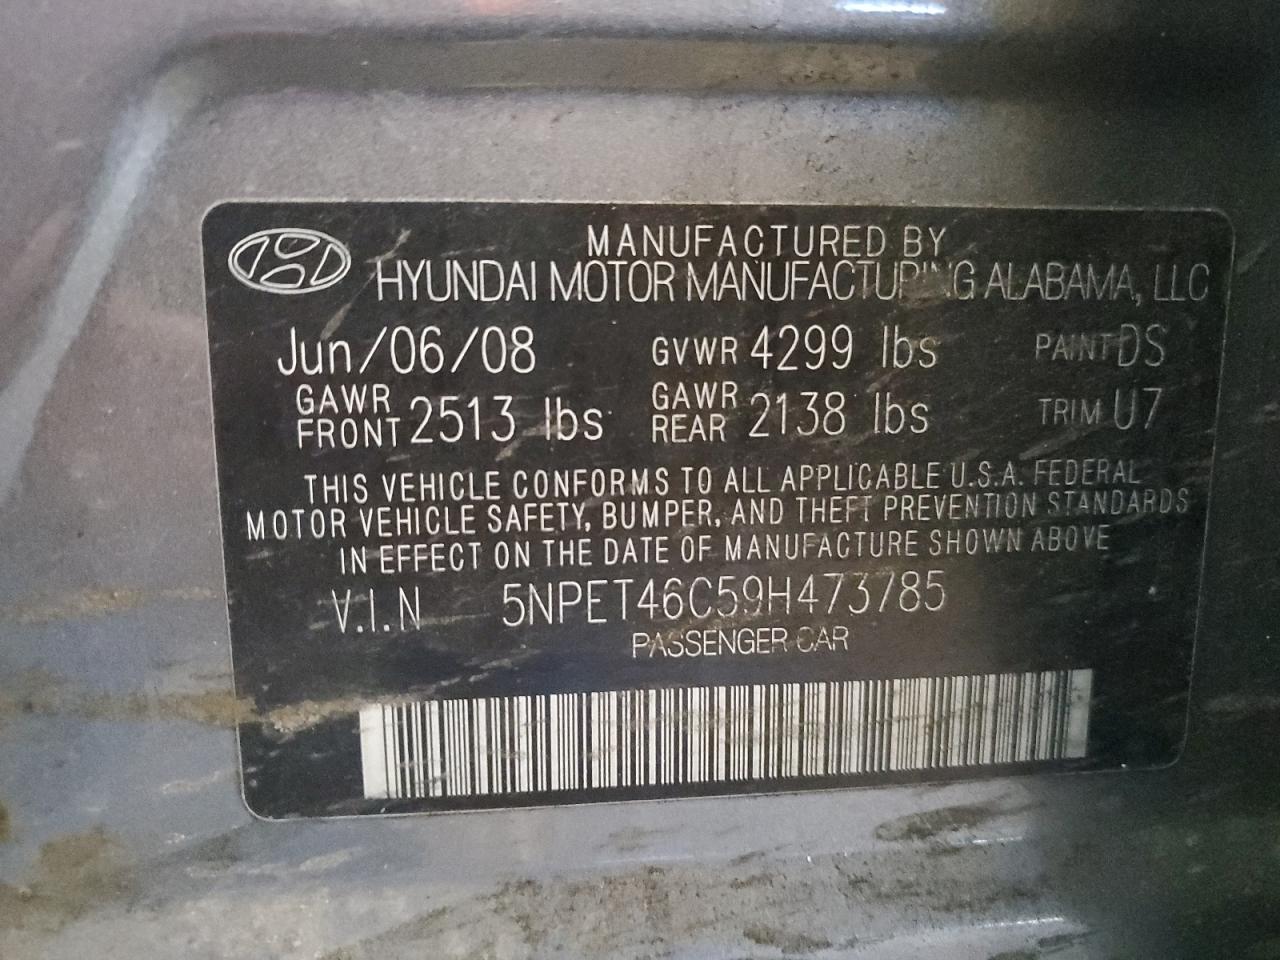 MANUFACTURED BY
HYUNDAI MOTOR MANUFACTURING ALABAMA, LLC
Jun/06/08 GVWR 4299 lbs PAINT DS
GAWR FRONT 2513 lbs GAWR REAR 2138 lbs TRIM U7
THIS VEHICLE CONFORMS TO ALL APPLICABLE U.S.A. FEDERAL
MOTOR VEHICLE SAFETY, BUMPER, AND THEFT PREVENTION STANDARDS
IN EFFECT ON THE DATE OF MANUFACTURE SHOWN ABOVE
V.I.N 5NPET46C59H473785
PASSENGER CAR